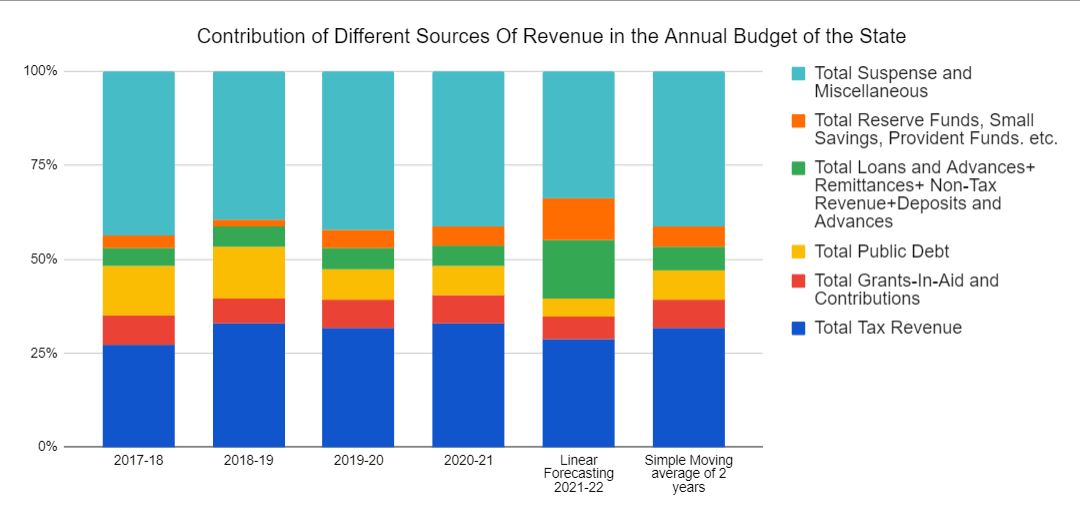 Contribution of Different Sources Of Revenue in the Annual Budget of the State
100%
75%
50%
25%
0%
2017-18
2018-19
2019-20
2020-21
Linear
Forecasting
2021-22
Simple Moving
average of 2
years
Total Suspense and
Miscellaneous
Total Reserve Funds, Small
Savings, Provident Funds. etc.
Total Loans and Advances+
Remittances+ Non-Tax
Revenue+Deposits and
Advances
Total Public Debt
Total Grants-In-Aid and
Contributions
Total Tax Revenue